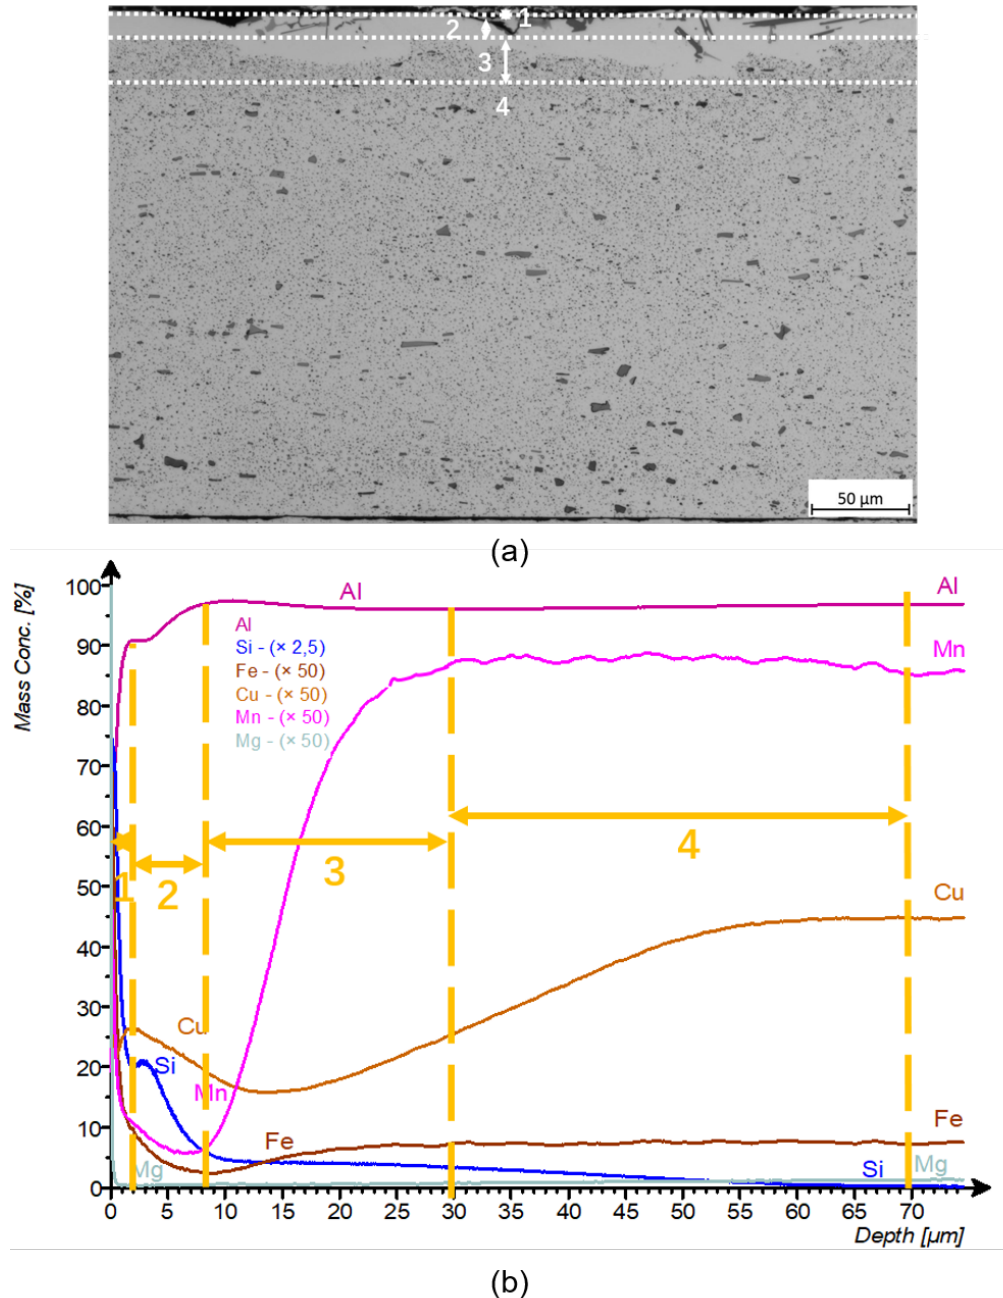 1
2
3
4
50 µm
(a)
Mass Conc. [%]
100
90
80
70
60
50
40
30
20
10
0
Al
Al
Al
Si - (× 2,5)
Fe - (× 50)
Cu - (× 50)
Mn - (× 50)
Mg - (× 50)
Mn
1
2
3
4
Cu
Cu
Si
Mn
Fe
Fe
Mg
Si
Mg
0 5 10 15 20 25 30 35 40 45 50 55 60 65 70
Depth [µm]
(b)